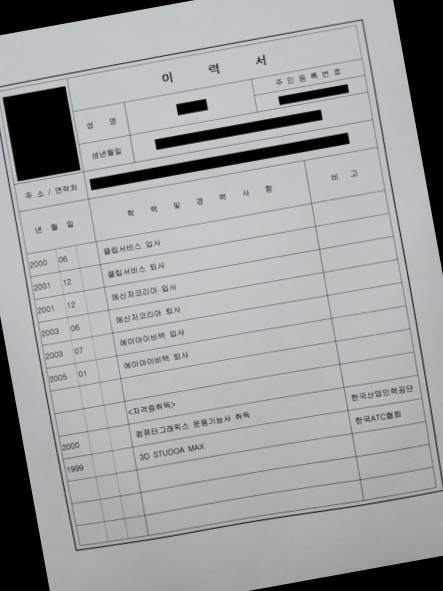 이 력 서
성 명
주 민 등 록 번 호
생년월일
주 소 / 연락처
년 월 일 학 력 및 경 력 사 항 비 고
2000 06 클립서비스 입사
2001 12 클립서비스 퇴사
2001 12 메신저코리아 입사
2003 06 메신저코리아 퇴사
2003 07 에이아이비텍 입사
2005 01 에이아이비텍 퇴사
<자격증취득>
2000 컴퓨터그래픽스 운용기능사 취득 한국산업인력공단
1999 3D STUDOA MAX 한국ATC협회